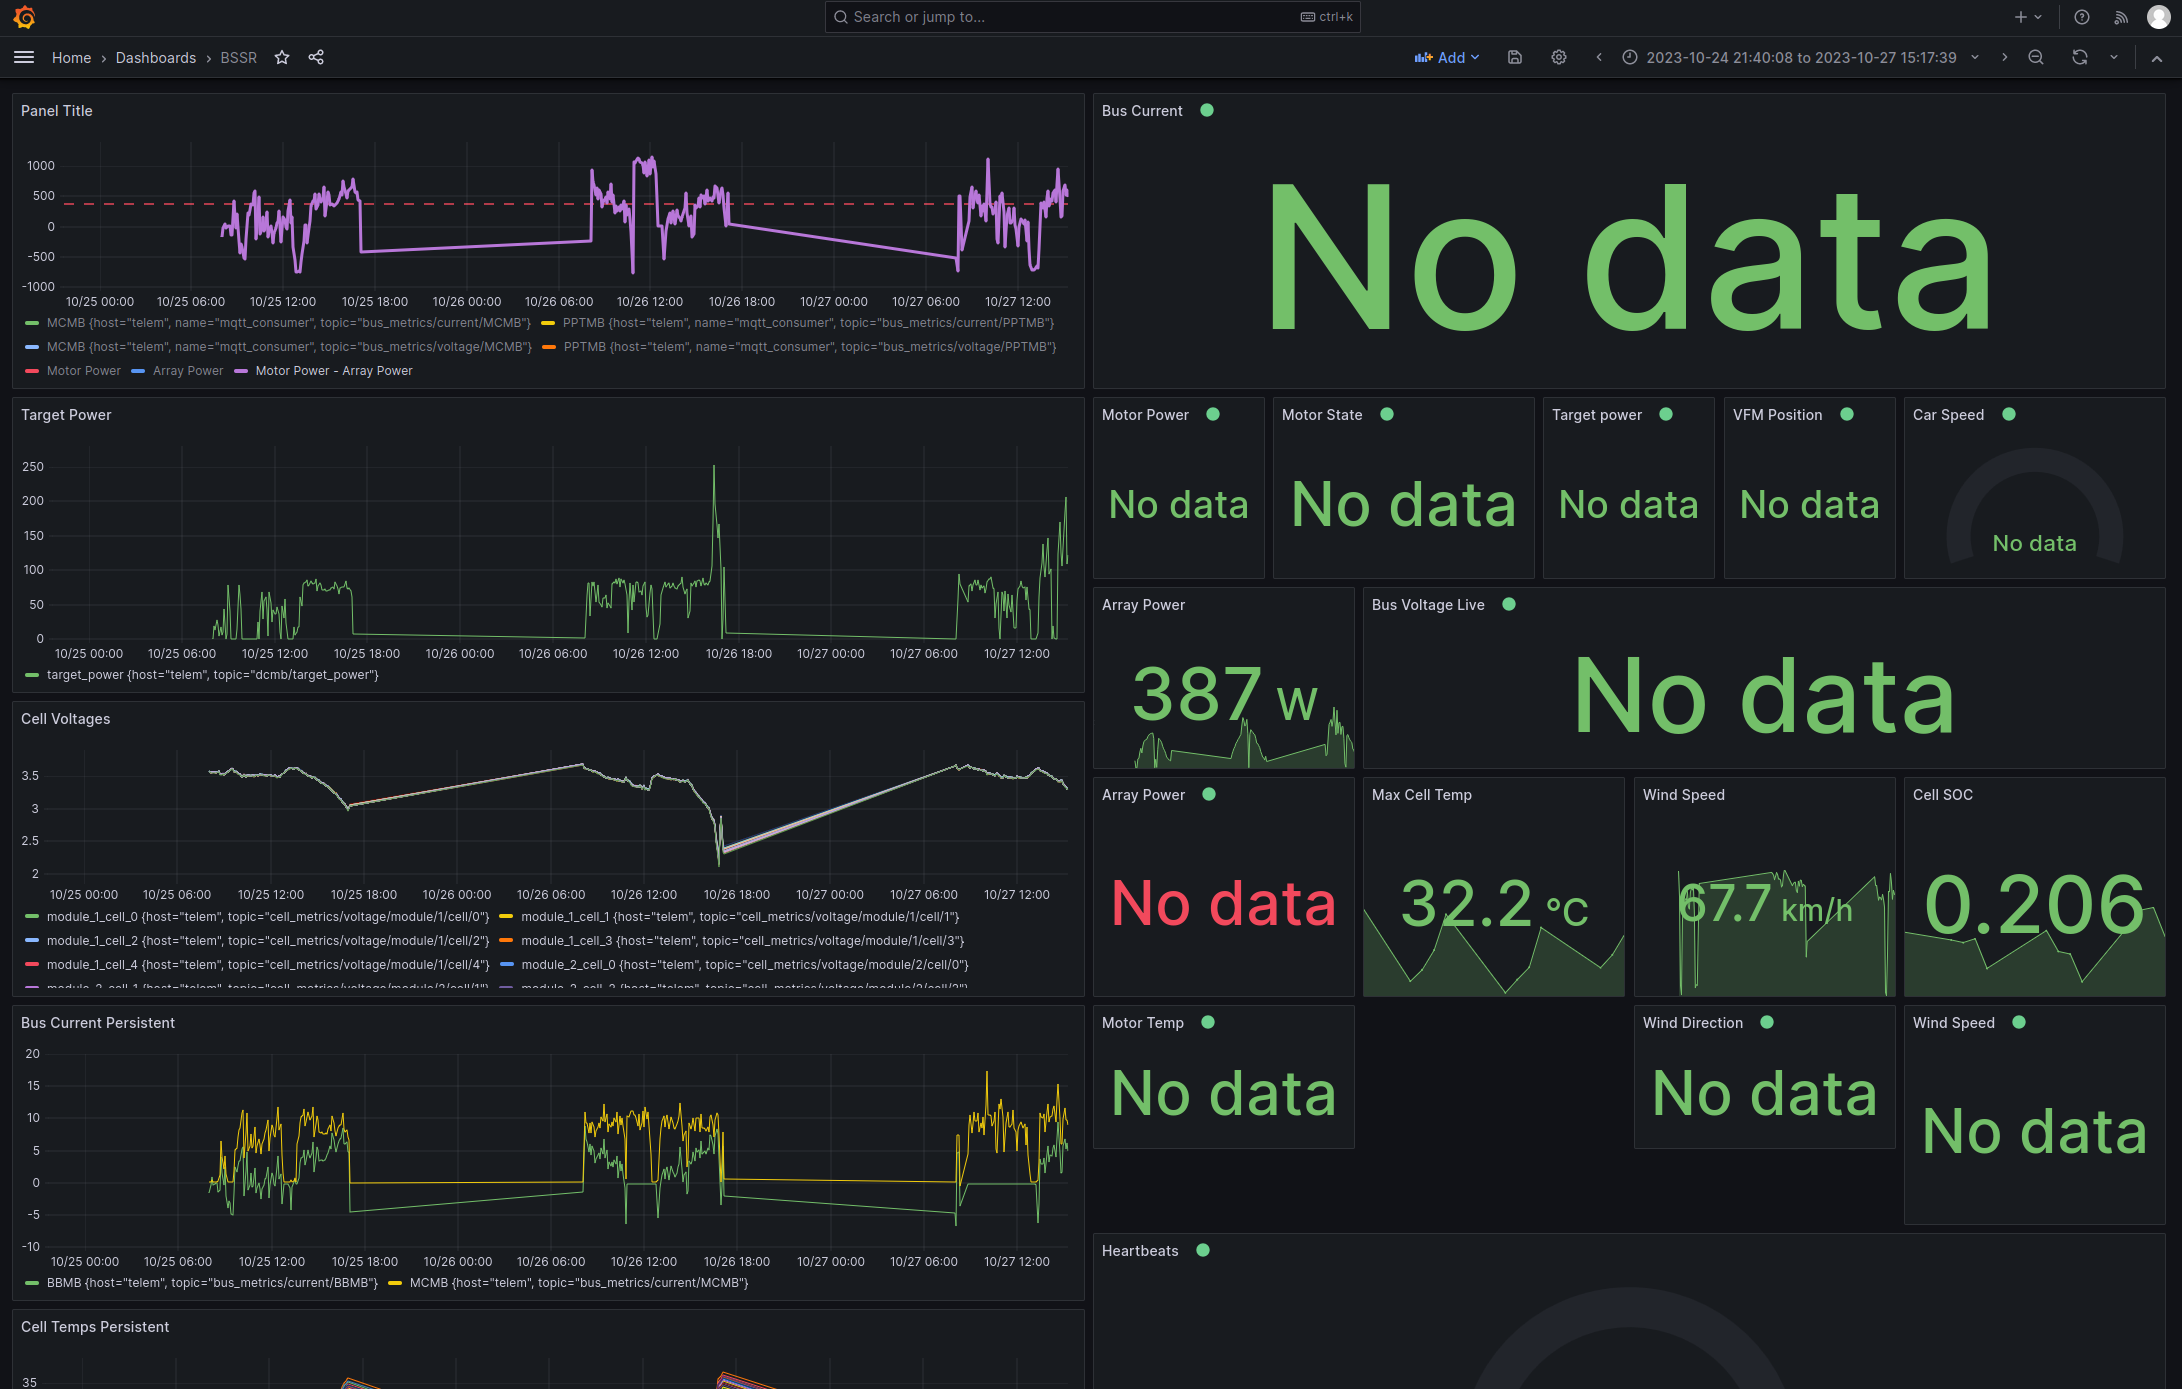 Search or jump to...
ctrl+k
Home › Dashboards › BSSR
Add
2023-10-24 21:40:08 to 2023-10-27 15:17:39
Panel Title
1000
500
0
-500
-1000
10/25 00:00 10/25 06:00 10/25 12:00 10/25 18:00 10/26 00:00 10/26 06:00 10/26 12:00 10/26 18:00 10/27 00:00 10/27 06:00 10/27 12:00
MCMB {host="telem", name="mqtt_consumer", topic="bus_metrics/current/MCMB"} PPTMB {host="telem", name="mqtt_consumer", topic="bus_metrics/current/PPTMB"}
MCMB {host="telem", name="mqtt_consumer", topic="bus_metrics/voltage/MCMB"} PPTMB {host="telem", name="mqtt_consumer", topic="bus_metrics/voltage/PPTMB"}
Motor Power Array Power Motor Power - Array Power
Bus Current
No data
Target Power
250
200
150
100
50
0
10/25 00:00 10/25 06:00 10/25 12:00 10/25 18:00 10/26 00:00 10/26 06:00 10/26 12:00 10/26 18:00 10/27 00:00 10/27 06:00 10/27 12:00
target_power {host="telem", topic="dcmb/target_power"}
Motor Power
No data
Motor State
No data
Target power
No data
VFM Position
No data
Car Speed
No data
Array Power
387 W
Bus Voltage Live
No data
Cell Voltages
3.5
3
2.5
2
10/25 00:00 10/25 06:00 10/25 12:00 10/25 18:00 10/26 00:00 10/26 06:00 10/26 12:00 10/26 18:00 10/27 00:00 10/27 06:00 10/27 12:00
module_1_cell_0 {host="telem", topic="cell_metrics/voltage/module/1/cell/0"} module_1_cell_1 {host="telem", topic="cell_metrics/voltage/module/1/cell/1"}
module_1_cell_2 {host="telem", topic="cell_metrics/voltage/module/1/cell/2"} module_1_cell_3 {host="telem", topic="cell_metrics/voltage/module/1/cell/3"}
module_1_cell_4 {host="telem", topic="cell_metrics/voltage/module/1/cell/4"} module_2_cell_0 {host="telem", topic="cell_metrics/voltage/module/2/cell/0"}
Array Power
No data
Max Cell Temp
32.2 °C
Wind Speed
67.7 km/h
Cell SOC
0.206
Bus Current Persistent
20
15
10
5
0
-5
-10
10/25 00:00 10/25 06:00 10/25 12:00 10/25 18:00 10/26 00:00 10/26 06:00 10/26 12:00 10/26 18:00 10/27 00:00 10/27 06:00 10/27 12:00
BBMB {host="telem", topic="bus_metrics/current/BBMB"} MCMB {host="telem", topic="bus_metrics/current/MCMB"}
Motor Temp
No data
Wind Direction
No data
Wind Speed
No data
Heartbeats
Cell Temps Persistent
35